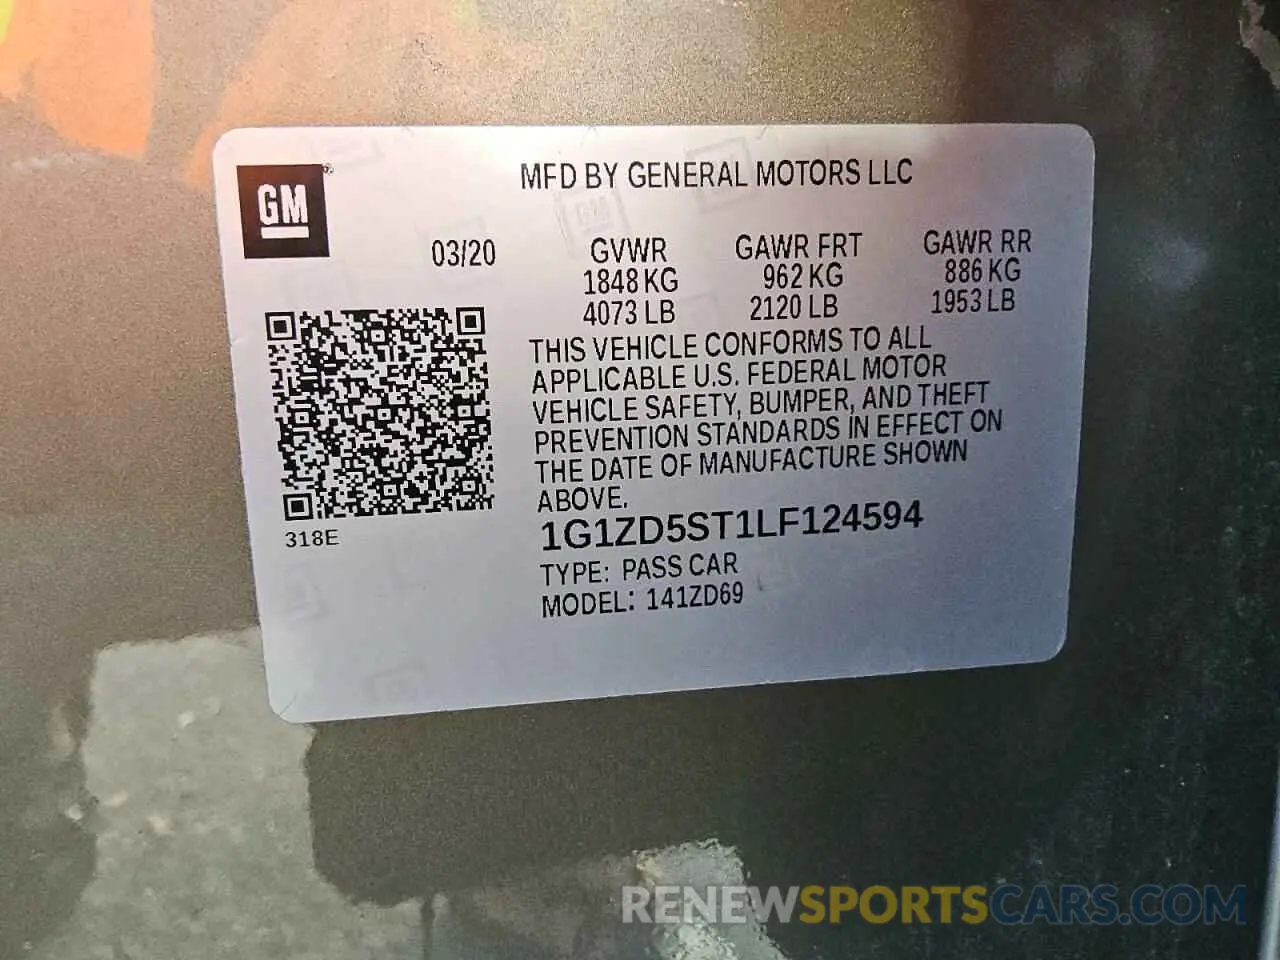 GM
MFD BY GENERAL MOTORS LLC
03/20 GVWR GAWR FRT GAWR RR
1848 KG 962 KG 886 KG
4073 LB 2120 LB 1953 LB
THIS VEHICLE CONFORMS TO ALL
APPLICABLE U.S. FEDERAL MOTOR
VEHICLE SAFETY, BUMPER, AND THEFT
PREVENTION STANDARDS IN EFFECT ON
THE DATE OF MANUFACTURE SHOWN
ABOVE.
318E
1G1ZD5ST1LF124594
TYPE: PASS CAR
MODEL: 141ZD69
RENEWSPORTSCARS.COM